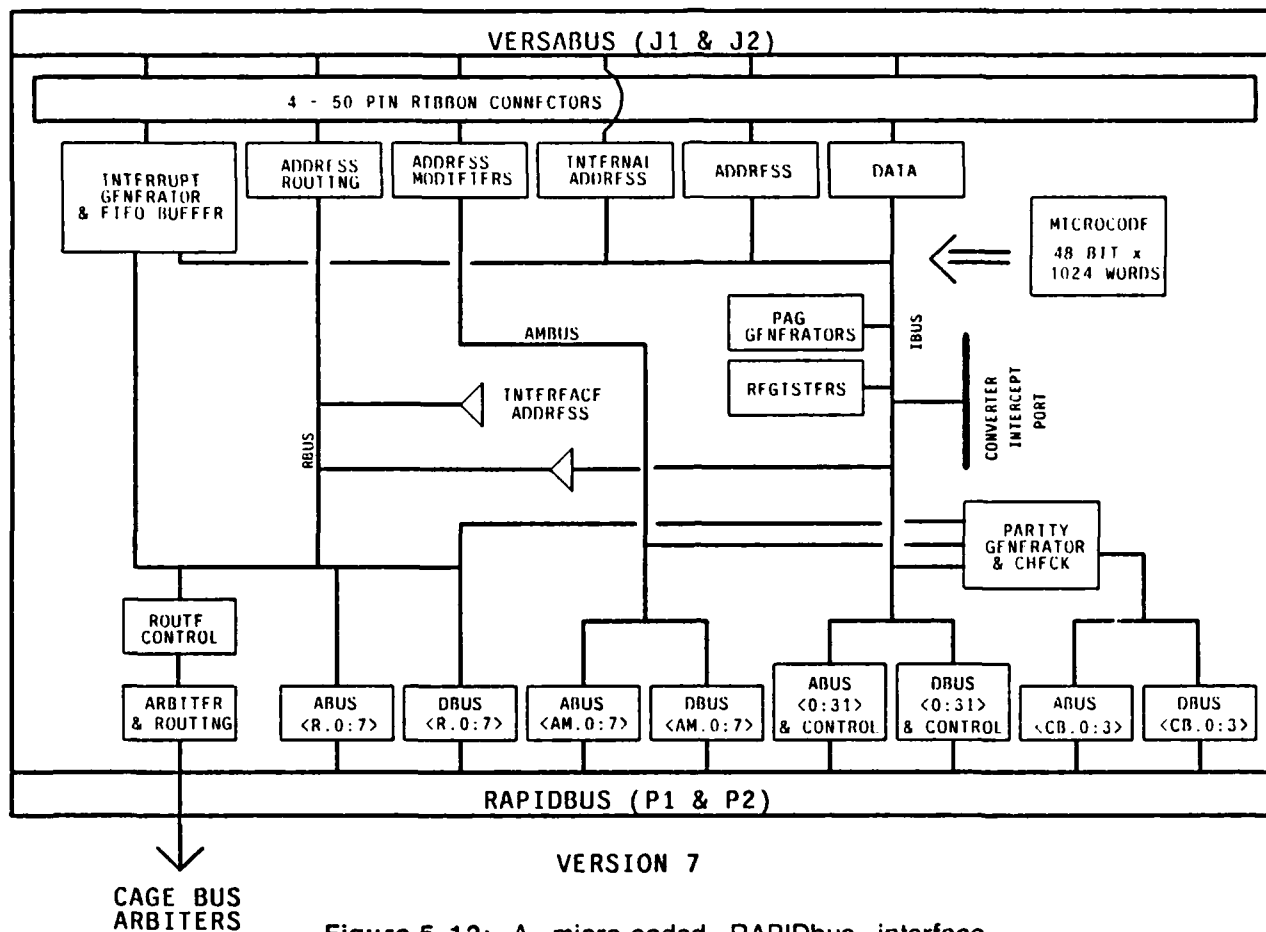 VERSABUS (J1 & J2)
4 - 50 PIN RIBBON CONNECTORS
INTERRUPT
GENERATOR
& FIFO BUFFER
ADDRESS
ROUTING
ADDRESS
MODIFIERS
INTERNAL
ADDRESS
ADDRESS
DATA
MICROCODE
48 BIT x
1024 WORDS
PAG
GENERATORS
IBUS
AMBUS
REGISTERS
CONVERTER
INTERCEPT
PORT
INTERFACE
ADDRESS
RBUS
PARITY
GENERATOR
& CHECK
ROUTE
CONTROL
ARBITER
& ROUTING
ABUS
<R.0:7>
DBUS
<R.0:7>
ABUS
<AM.0:7>
DBUS
<AM.0:7>
ABUS
<0:31>
& CONTROL
DBUS
<0:31>
& CONTROL
ABUS
<CB.0:3>
DBUS
<CB.0:3>
RAPIDBUS (P1 & P2)
VERSION 7
CAGE BUS
ARBITERS
Figure 5-12: A micro-coded RAPIDbus interface